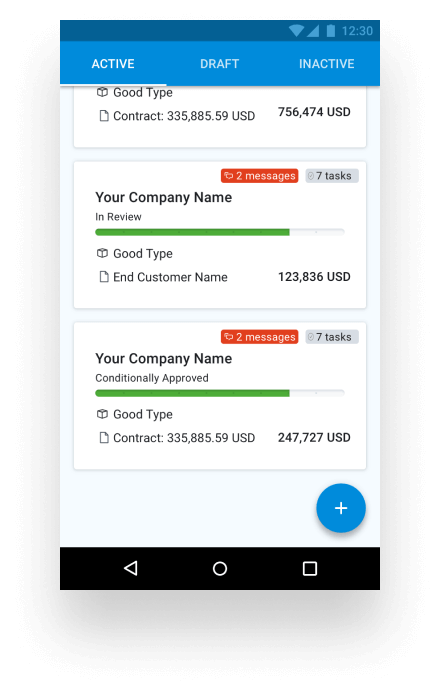 12:30
ACTIVE DRAFT INACTIVE
Good Type
Contract: 335,885.59 USD 756,474 USD
2 messages 7 tasks
Your Company Name
In Review
Good Type
End Customer Name 123,836 USD
2 messages 7 tasks
Your Company Name
Conditionally Approved
Good Type
Contract: 335,885.59 USD 247,727 USD
+